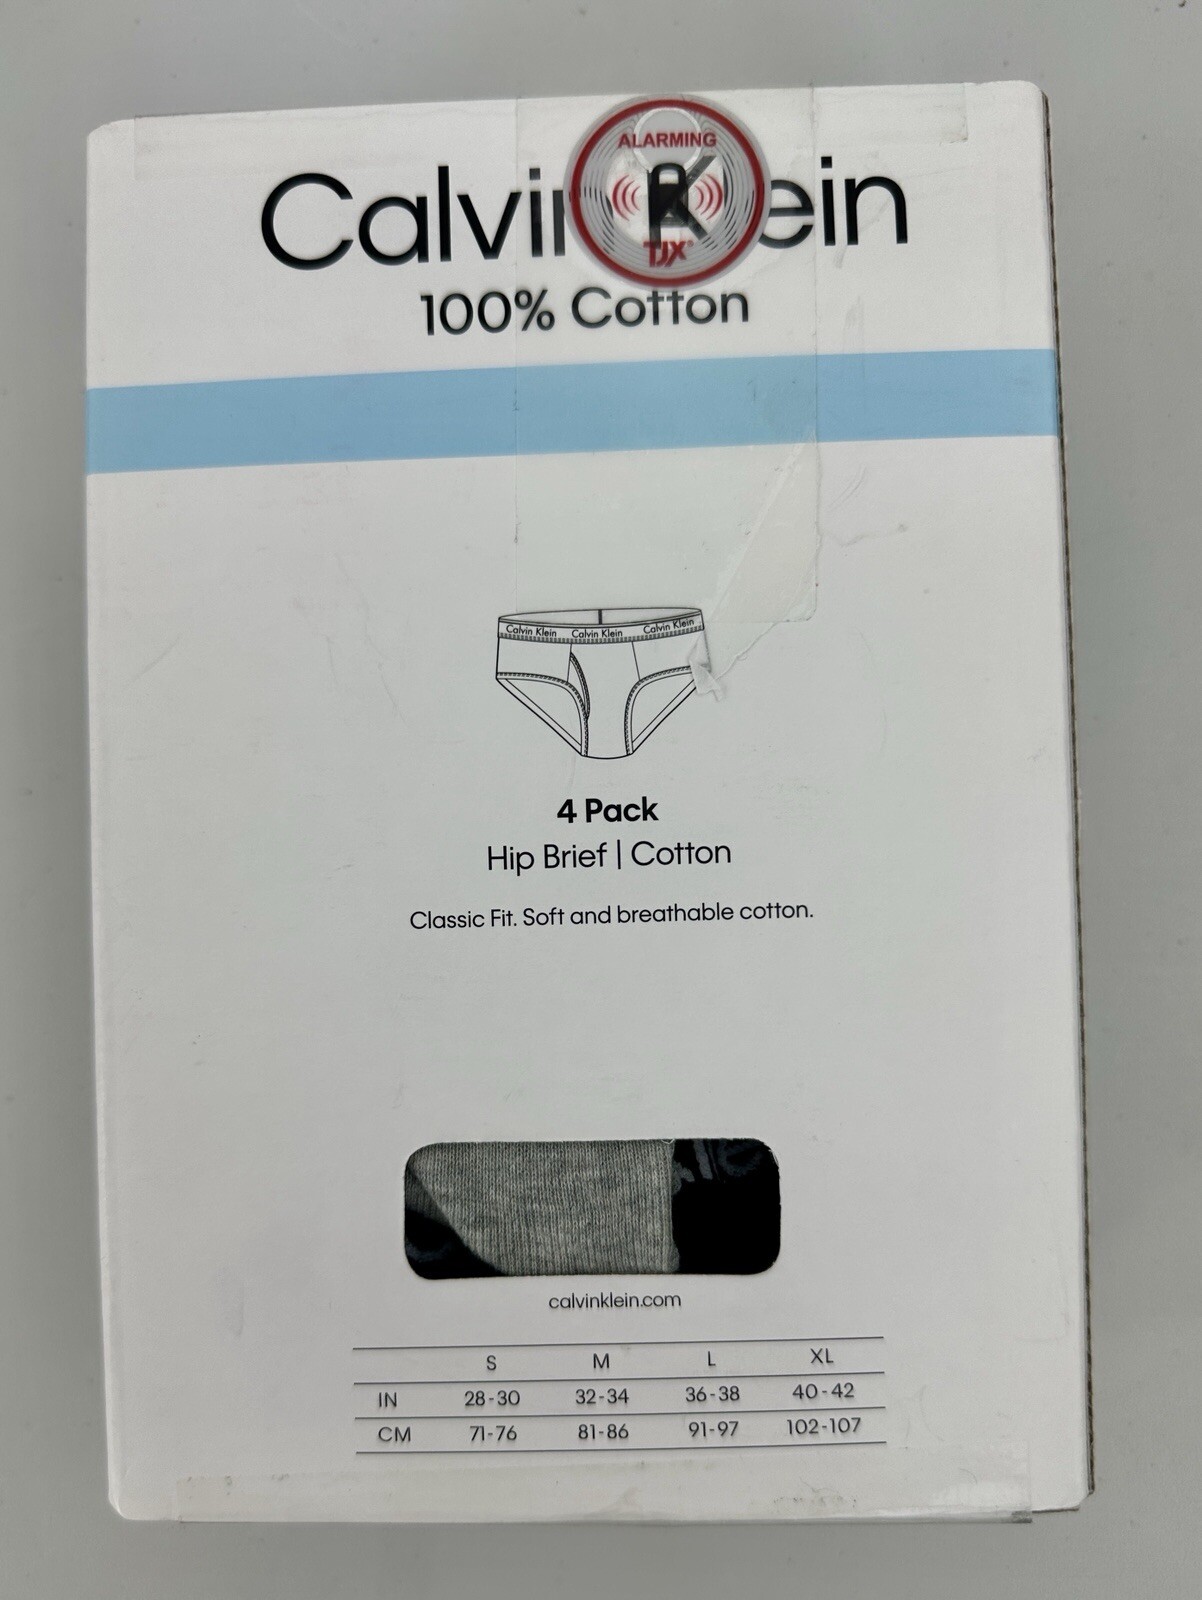 ALARMING
Calvin Klein
TJX
100% Cotton
Calvin Klein Calvin Klein Calvin Klein
4 Pack
Hip Brief | Cotton
Classic Fit. Soft and breathable cotton.
calvinklein.com
S M L XL
IN 28-30 32-34 36-38 40-42
CM 71-76 81-86 91-97 102-107